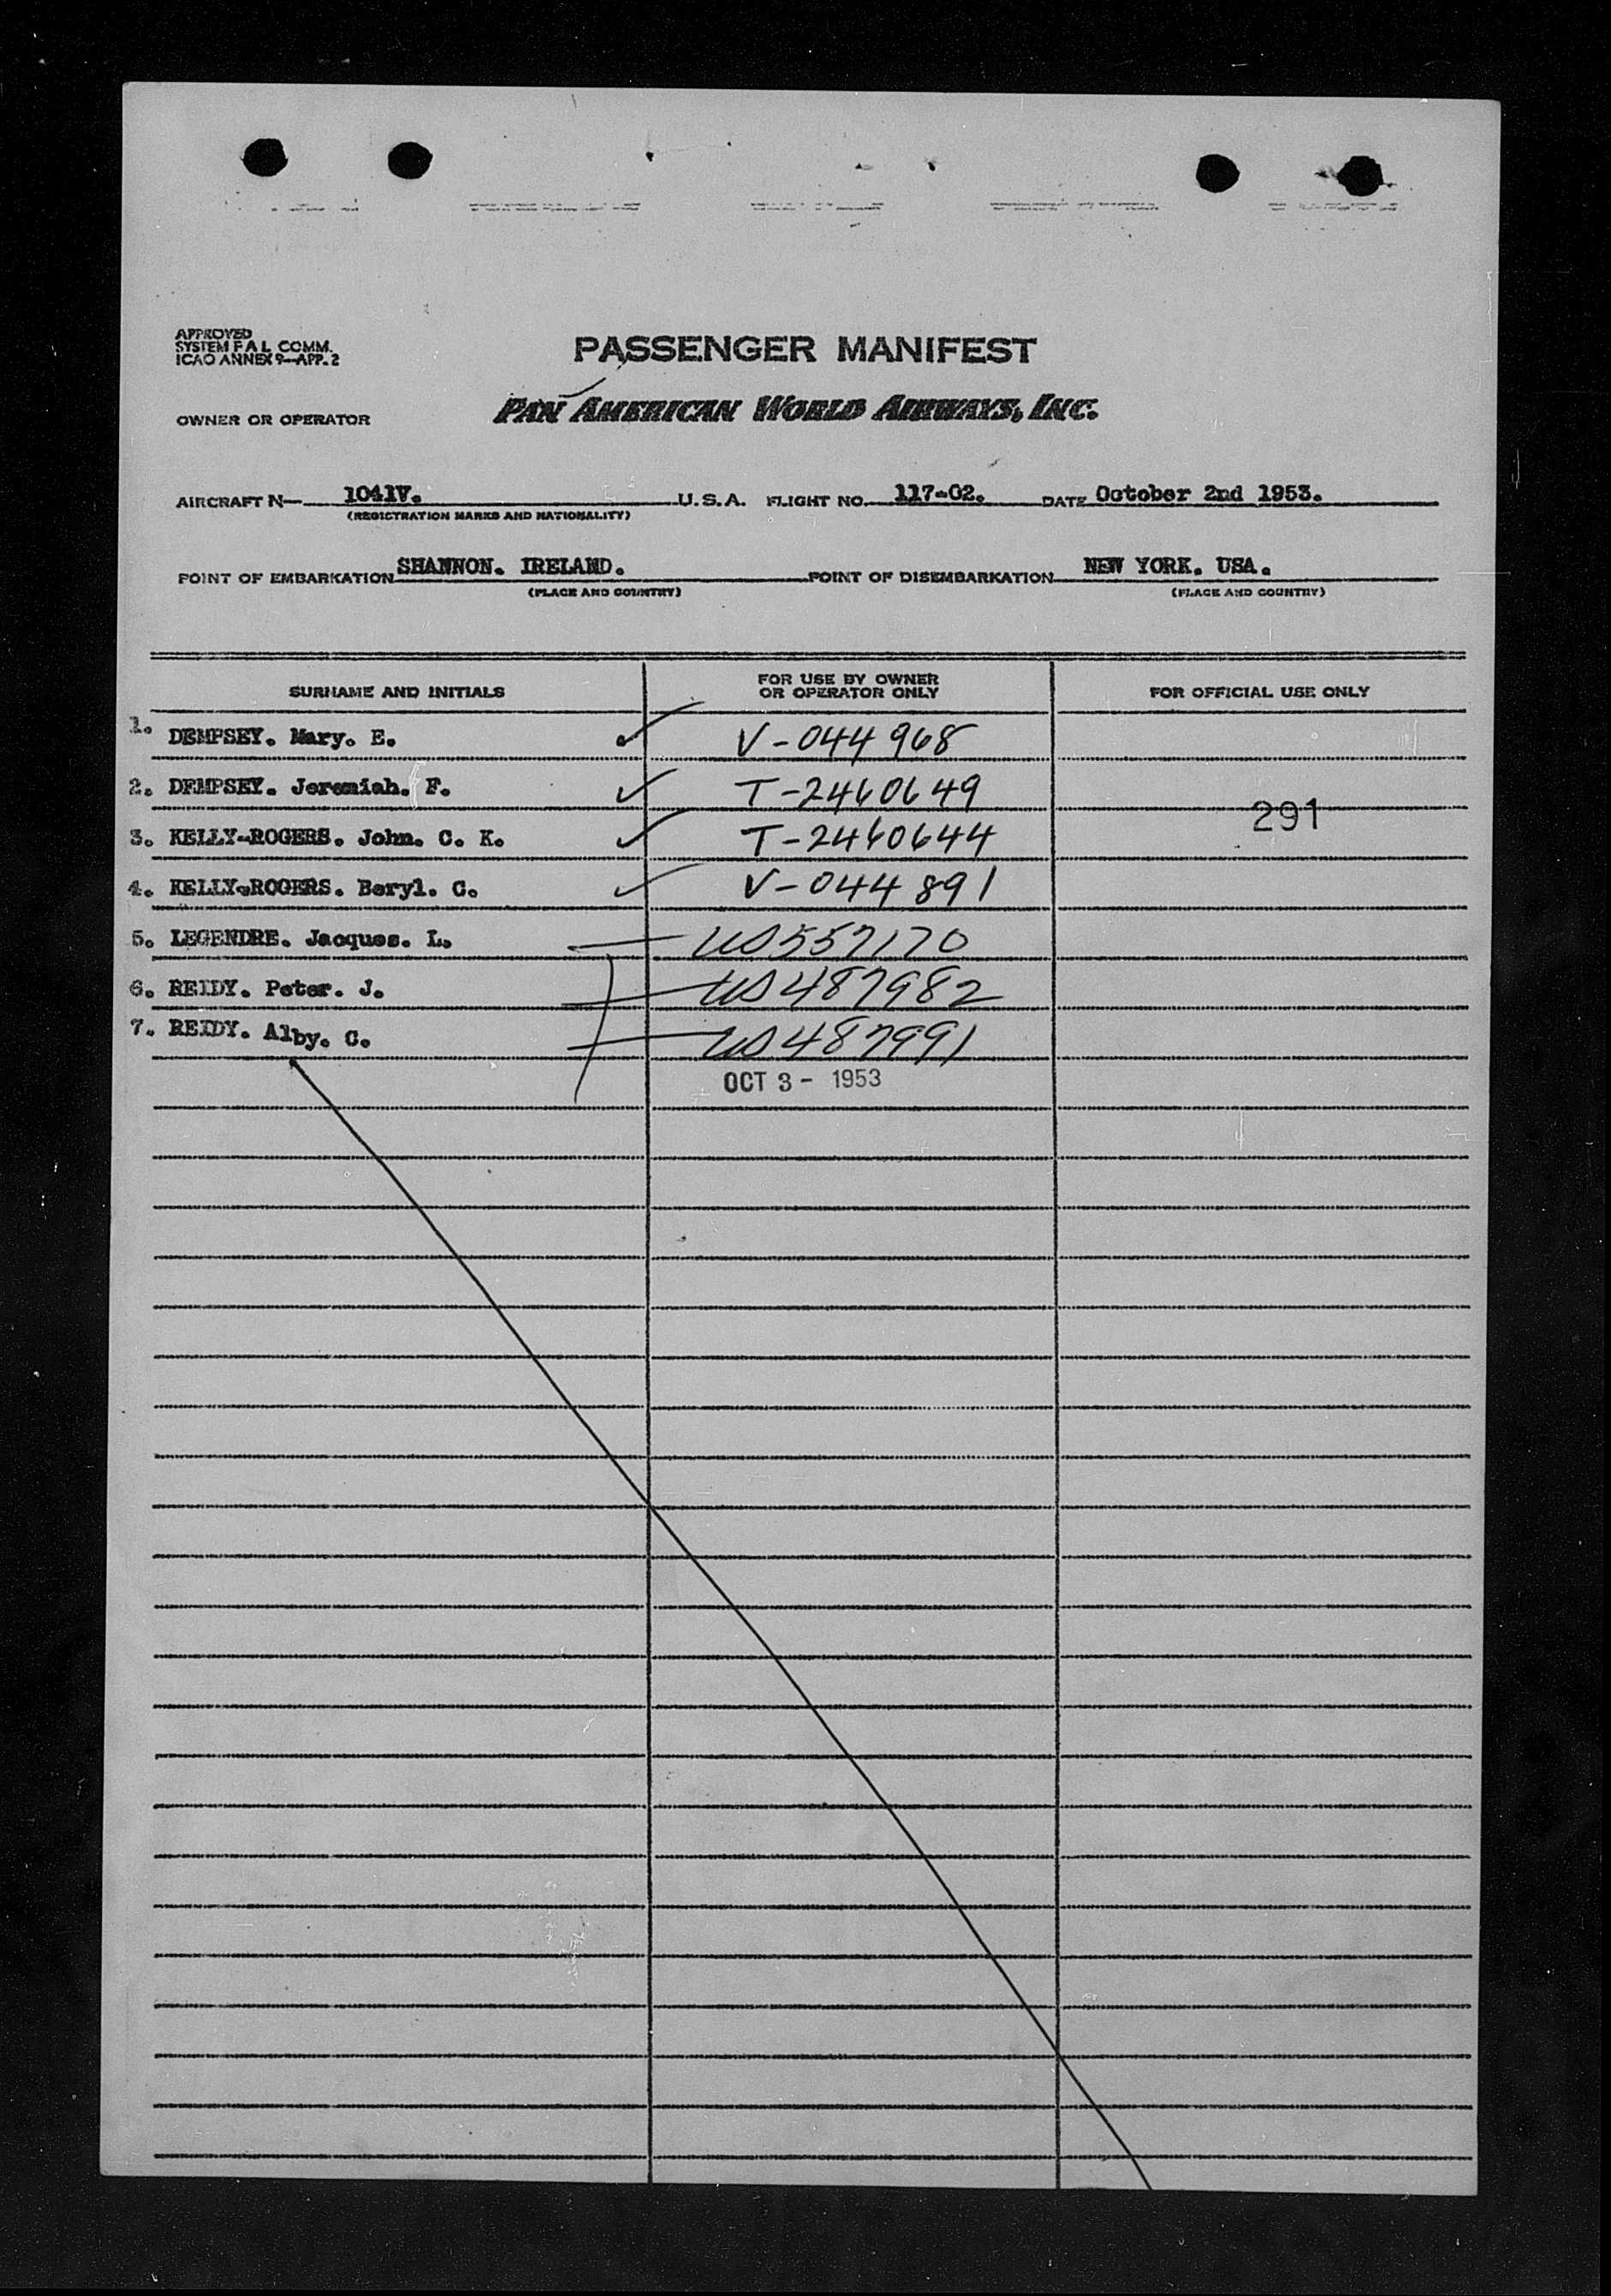 APPROVED
SYSTEM F A L COMM.
ICAO ANNEX 9—APP. 2
PASSENGER MANIFEST
OWNER OR OPERATOR PAN AMERICAN WORLD AIRWAYS, INC.
AIRCRAFT N— 1041V. U.S.A. FLIGHT NO. 117-02. DATE October 2nd 1953.
(REGISTRATION MARKS AND NATIONALITY)
POINT OF EMBARKATION SHANNON. IRELAND. POINT OF DISEMBARKATION NEW YORK. USA.
(PLACE AND COUNTRY) (PLACE AND COUNTRY)
SURNAME AND INITIALS FOR USE BY OWNER OR OPERATOR ONLY FOR OFFICIAL USE ONLY
1. DEMPSEY. Mary. E. V-044968
2. DEMPSEY. Jeremiah. F. T-2460649
291
3. KELLY-ROGERS. John. C. K. T-2460644
4. KELLY-ROGERS. Beryl. C. V-044891
5. LEGENDRE. Jacques. L. US557170
6. REIDY. Peter. J. US487982
7. REIDY. Alby. C. US487991
OCT 3 - 1953